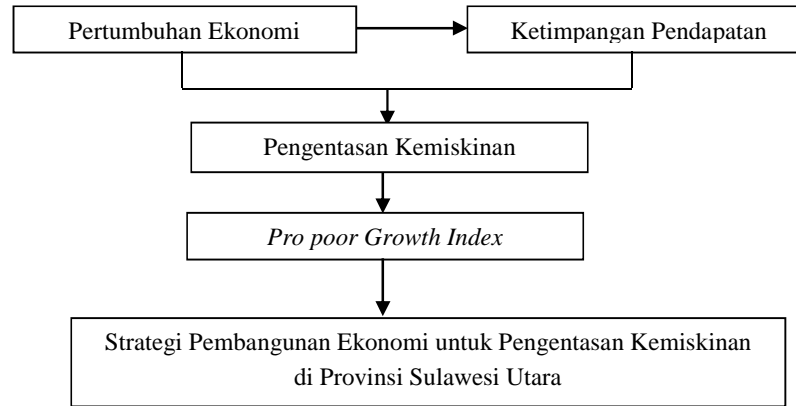 Pertumbuhan Ekonomi
Ketimpangan Pendapatan
Pengentasan Kemiskinan
Pro poor Growth Index
Strategi Pembangunan Ekonomi untuk Pengentasan Kemiskinan
di Provinsi Sulawesi Utara